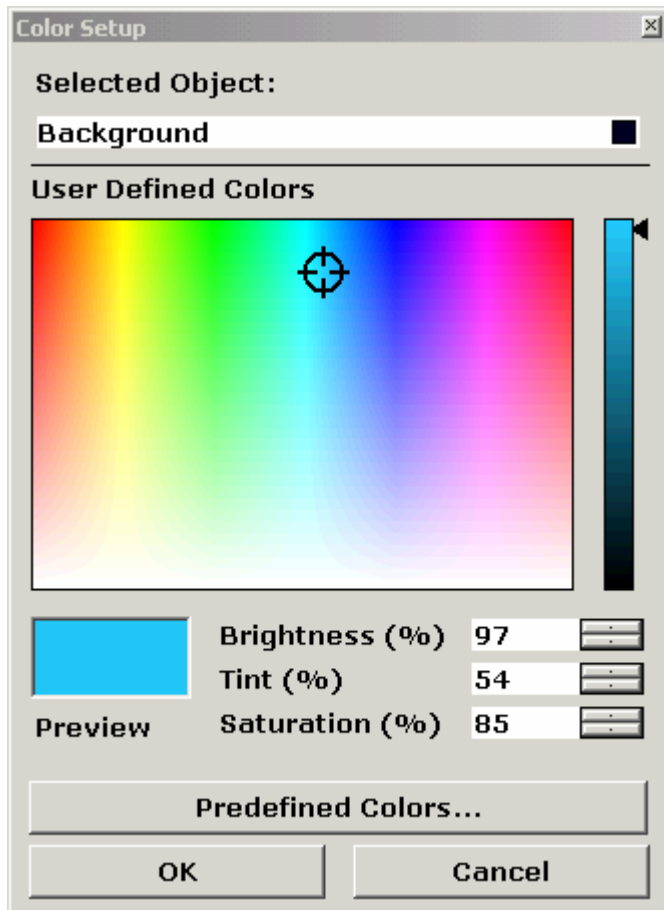 Color Setup
Selected Object:
Background
User Defined Colors
Brightness (%) 97
Tint (%) 54
Saturation (%) 85
Preview
Predefined Colors...
OK Cancel